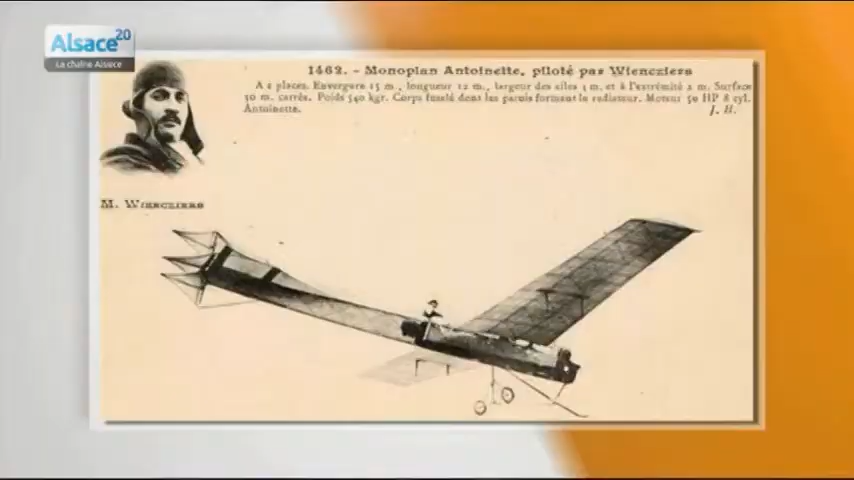 Alsace20
La chaîne Alsace
1462. - Monoplan Antoinette, piloté par Wiencziers
A 2 places. Envergure 15 m., longueur 12 m., largeur des ailes 3 m. et à l'extrémité 2 m. Surface
50 m. carrés. Poids 540 kgr. Corps fuselé dont les parois forment le radiateur. Moteur 50 HP 8 cyl.
Antoinette. J. H.
M. WIENCZIERS